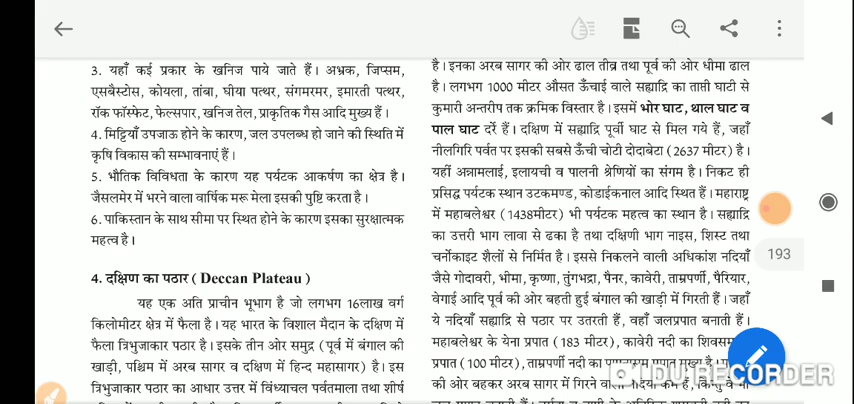 3. यहाँ कई प्रकार के खनिज पाये जाते हैं। अभ्रक, जिप्सम,
एसबैस्टोस, कोयला, तांबा, घीया पत्थर, संगमरमर, इमारती पत्थर,
रॉक फॉस्फेट, फेल्सपार, खनिज तेल, प्राकृतिक गैस आदि मुख्य हैं।
4. मिट्टियाँ उपजाऊ होने के कारण, जल उपलब्ध हो जाने की स्थिति में
कृषि विकास की सम्भावनाएं हैं।
5. भौतिक विविधता के कारण यह पर्यटक आकर्षण का क्षेत्र है।
जैसलमेर में भरने वाला वार्षिक मरू मेला इसकी पुष्टि करता है।
6. पाकिस्तान के साथ सीमा पर स्थित होने के कारण इसका सुरक्षात्मक
महत्व है।
4. दक्षिण का पठार (Deccan Plateau)
यह एक अति प्राचीन भूभाग है जो लगभग 16लाख वर्ग
किलोमीटर क्षेत्र में फैला है। यह भारत के विशाल मैदान के दक्षिण में
फैला त्रिभुजाकार पठार है। इसके तीन ओर समुद्र (पूर्व में बंगाल की
खाड़ी, पश्चिम में अरब सागर व दक्षिण में हिन्द महासागर) है। इस
त्रिभुजाकार पठार का आधार उत्तर में विंध्याचल पर्वतमाला तथा शीर्ष
है। इनका अरब सागर की ओर ढाल तीव्र तथा पूर्व की ओर धीमा ढाल
है। लगभग 1000 मीटर औसत ऊँचाई वाले सह्याद्रि का ताप्ती घाटी से
कुमारी अन्तरीप तक क्रमिक विस्तार है। इसमें भोर घाट, थाल घाट व
पाल घाट दर्रे हैं। दक्षिण में सह्याद्रि पूर्वी घाट से मिल गये हैं, जहाँ
नीलगिरि पर्वत पर इसकी सबसे ऊँची चोटी दोदाबेटा (2637 मीटर) है।
यहीं अन्नामलाई, इलायची व पालनी श्रेणियों का संगम है। निकट ही
प्रसिद्व पर्यटक स्थान उटकमण्ड, कोडाईकनाल आदि स्थित हैं। महाराष्ट्र
में महाबलेश्वर (1438मीटर) भी पर्यटक महत्व का स्थान है। सह्याद्रि
का उत्तरी भाग लावा से ढका है तथा दक्षिणी भाग नाइस, शिस्ट तथा
चर्नोकाइट शैलों से निर्मित है। इससे निकलने वाली अधिकांश नदियाँ
जैसे गोदावरी, भीमा, कृष्णा, तुंगभद्रा, पैनर, कावेरी, ताम्रपर्णी, पैरियार,
वेगाई आदि पूर्व की ओर बहती हुई बंगाल की खाड़ी में गिरती हैं। जहाँ
ये नदियाँ सह्याद्रि से पठार पर उतरती हैं, वहाँ जलप्रपात बनाती हैं।
महाबलेश्वर के येना प्रपात (183 मीटर), कावेरी नदी का
प्रपात (100 मीटर), ताम्रपर्णी नदी का
की ओर बहकर अरब सागर में गिरने
193
DU RECORDER